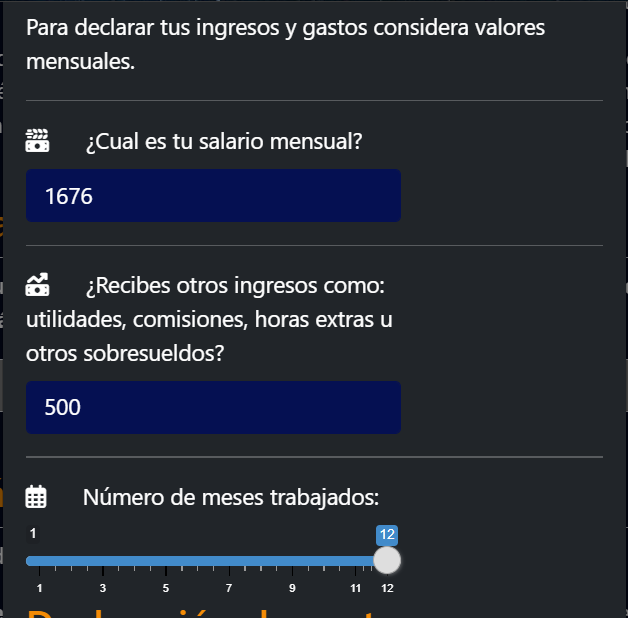 Para declarar tus ingresos y gastos considera valores
mensuales.
¿Cual es tu salario mensual?
1676
¿Recibes otros ingresos como:
utilidades, comisiones, horas extras u
otros sobresueldos?
500
Número de meses trabajados:
1 12
1 3 5 7 9 11 12